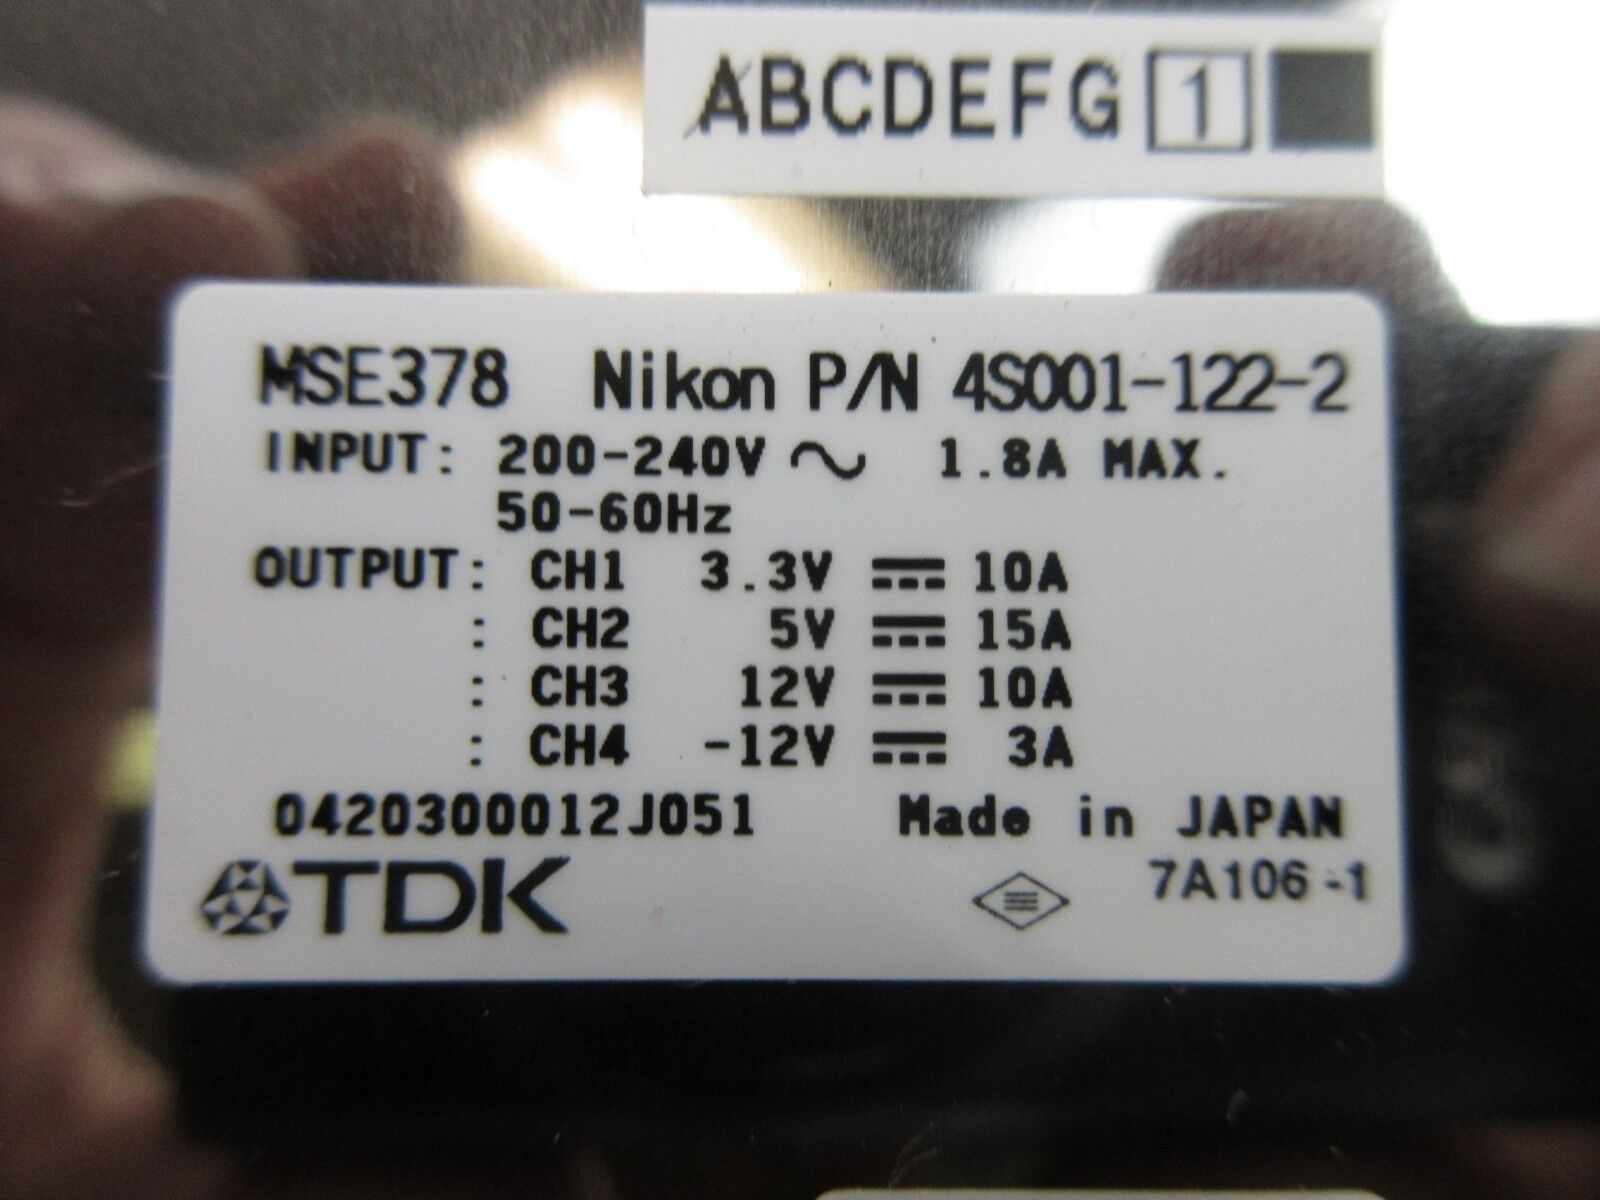 ABCDEFG 1
MSE378 Nikon P/N 4S001-122-2
INPUT: 200-240V ~ 1.8A MAX.
50-60Hz
OUTPUT: CH1 3.3V ⎓ 10A
: CH2 5V ⎓ 15A
: CH3 12V ⎓ 10A
: CH4 -12V ⎓ 3A
0420300012J051 Made in JAPAN
TDK 7A106-1